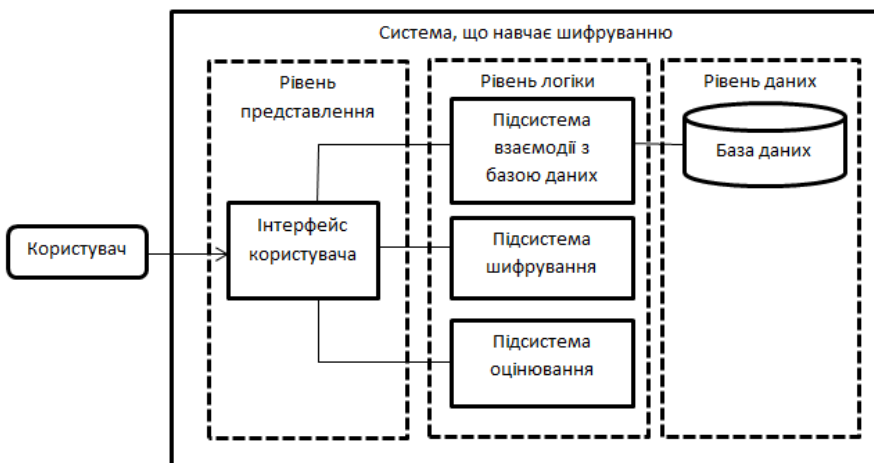 Система, що навчає шифруванню
Рівень
представлення
Рівень логіки
Рівень даних
Підсистема
взаємодії з
базою даних
База даних
Користувач
Інтерфейс
користувача
Підсистема
шифрування
Підсистема
оцінювання